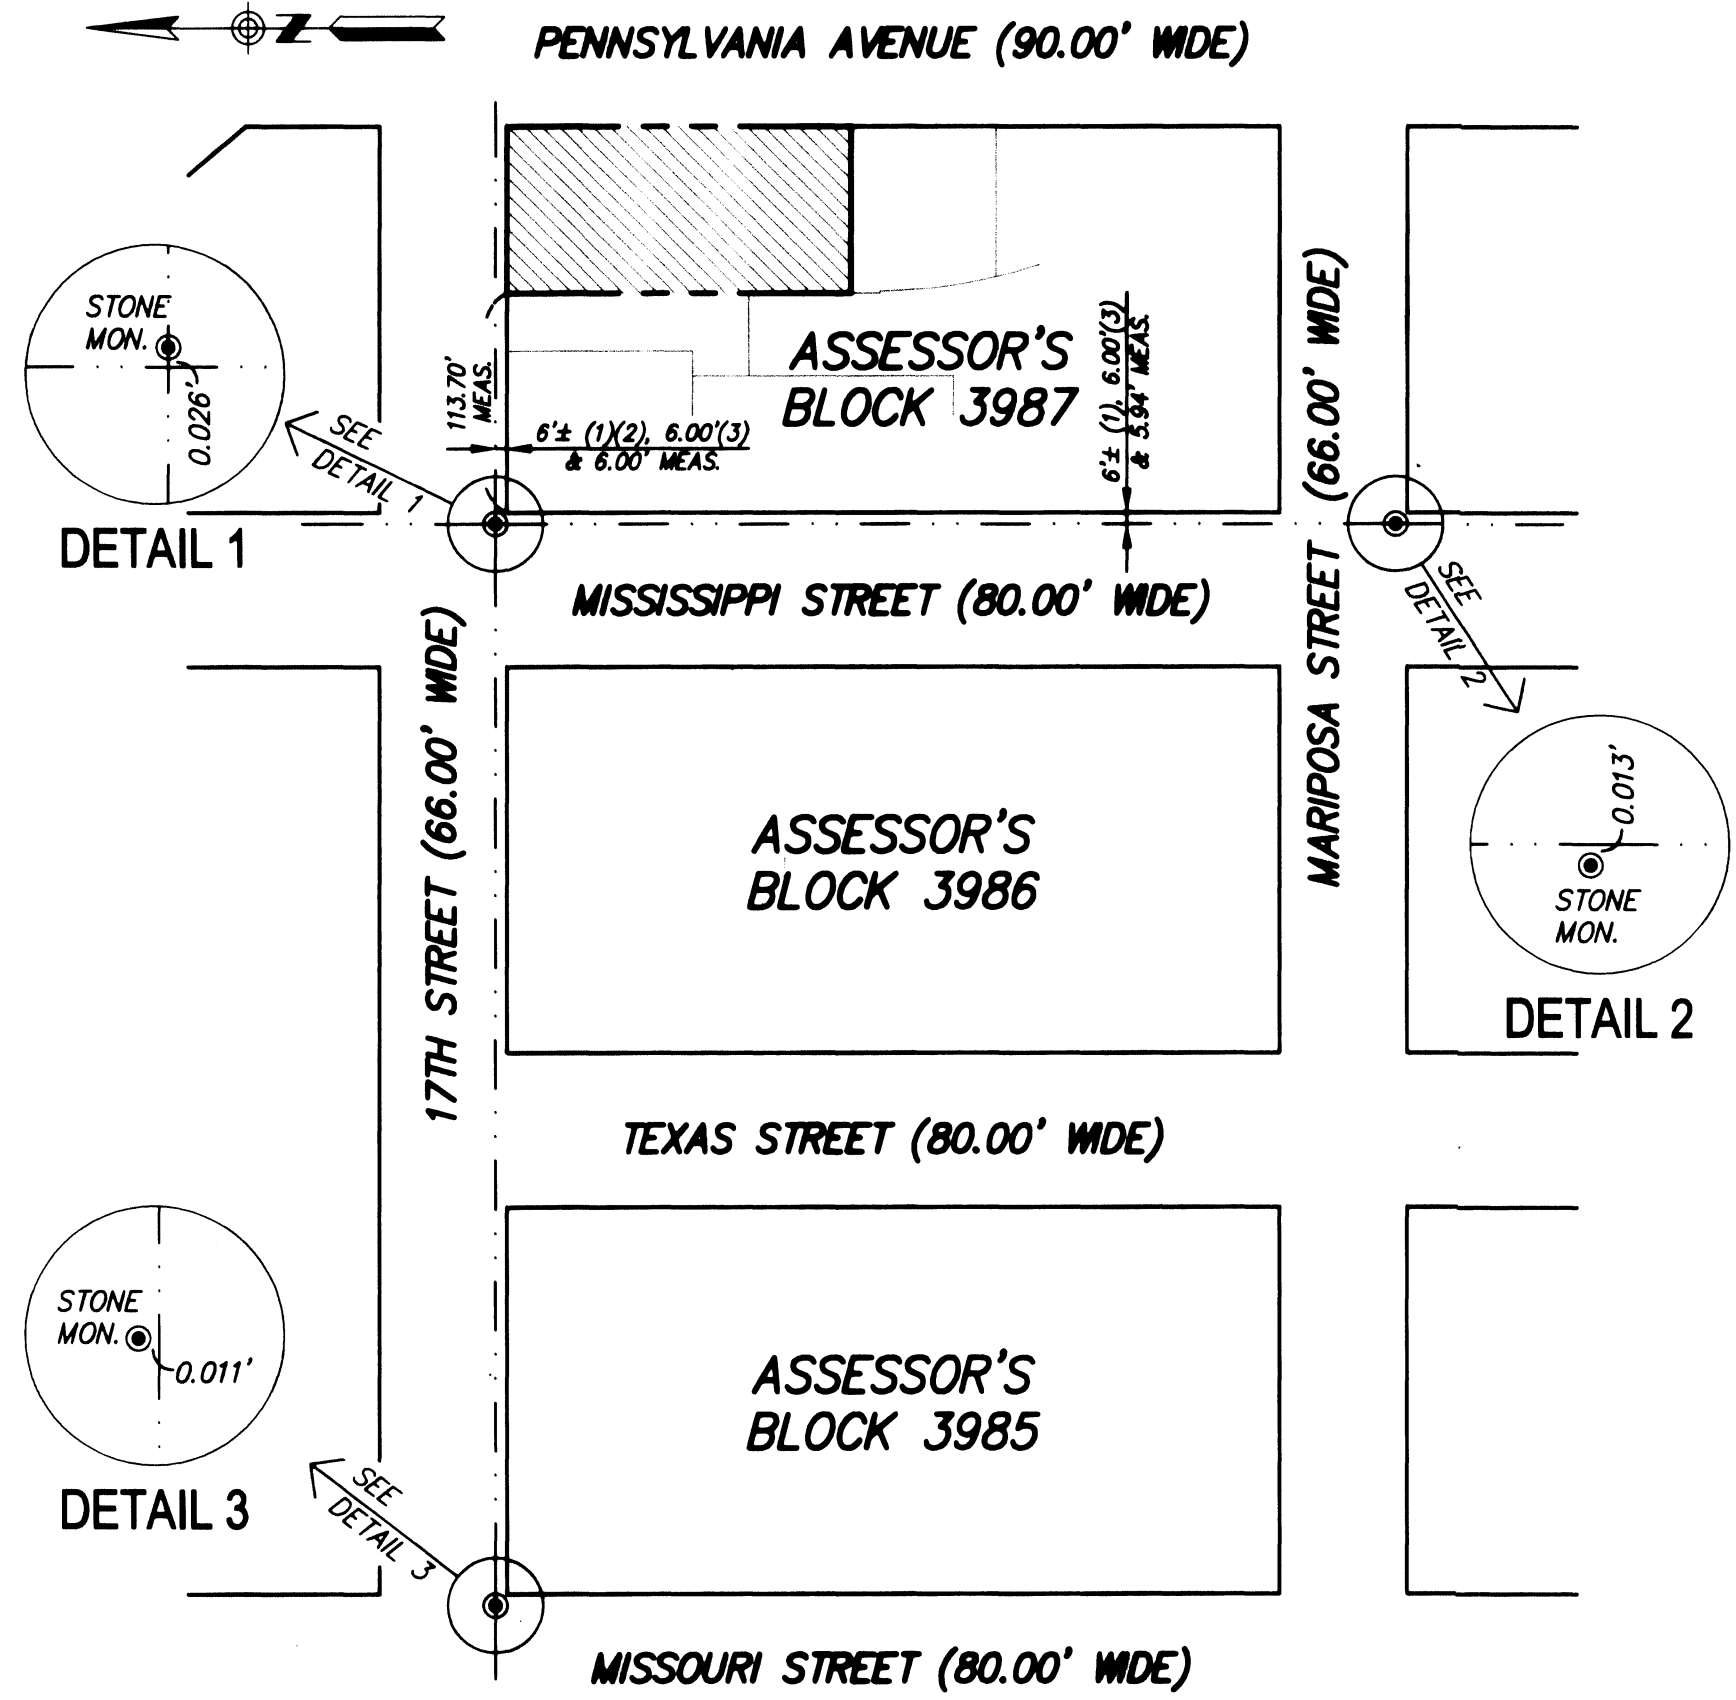 Z
PENNSYLVANIA AVENUE (90.00' WIDE)
STONE
MON.
0.026'
DETAIL 1
SEE
DETAIL 1
113.70'
MEAS.
6'± (1)(2), 6.00'(3)
& 6.00' MEAS.
ASSESSOR'S
BLOCK 3987
6'± (1), 6.00'(3)
& 5.94' MEAS.
MARIPOSA STREET (66.00' WIDE)
MISSISSIPPI STREET (80.00' WIDE)
SEE
DETAIL 2
17TH STREET (66.00' WIDE)
ASSESSOR'S
BLOCK 3986
0.013'
STONE
MON.
DETAIL 2
TEXAS STREET (80.00' WIDE)
STONE
MON.
0.011'
DETAIL 3
SEE
DETAIL 3
ASSESSOR'S
BLOCK 3985
MISSOURI STREET (80.00' WIDE)